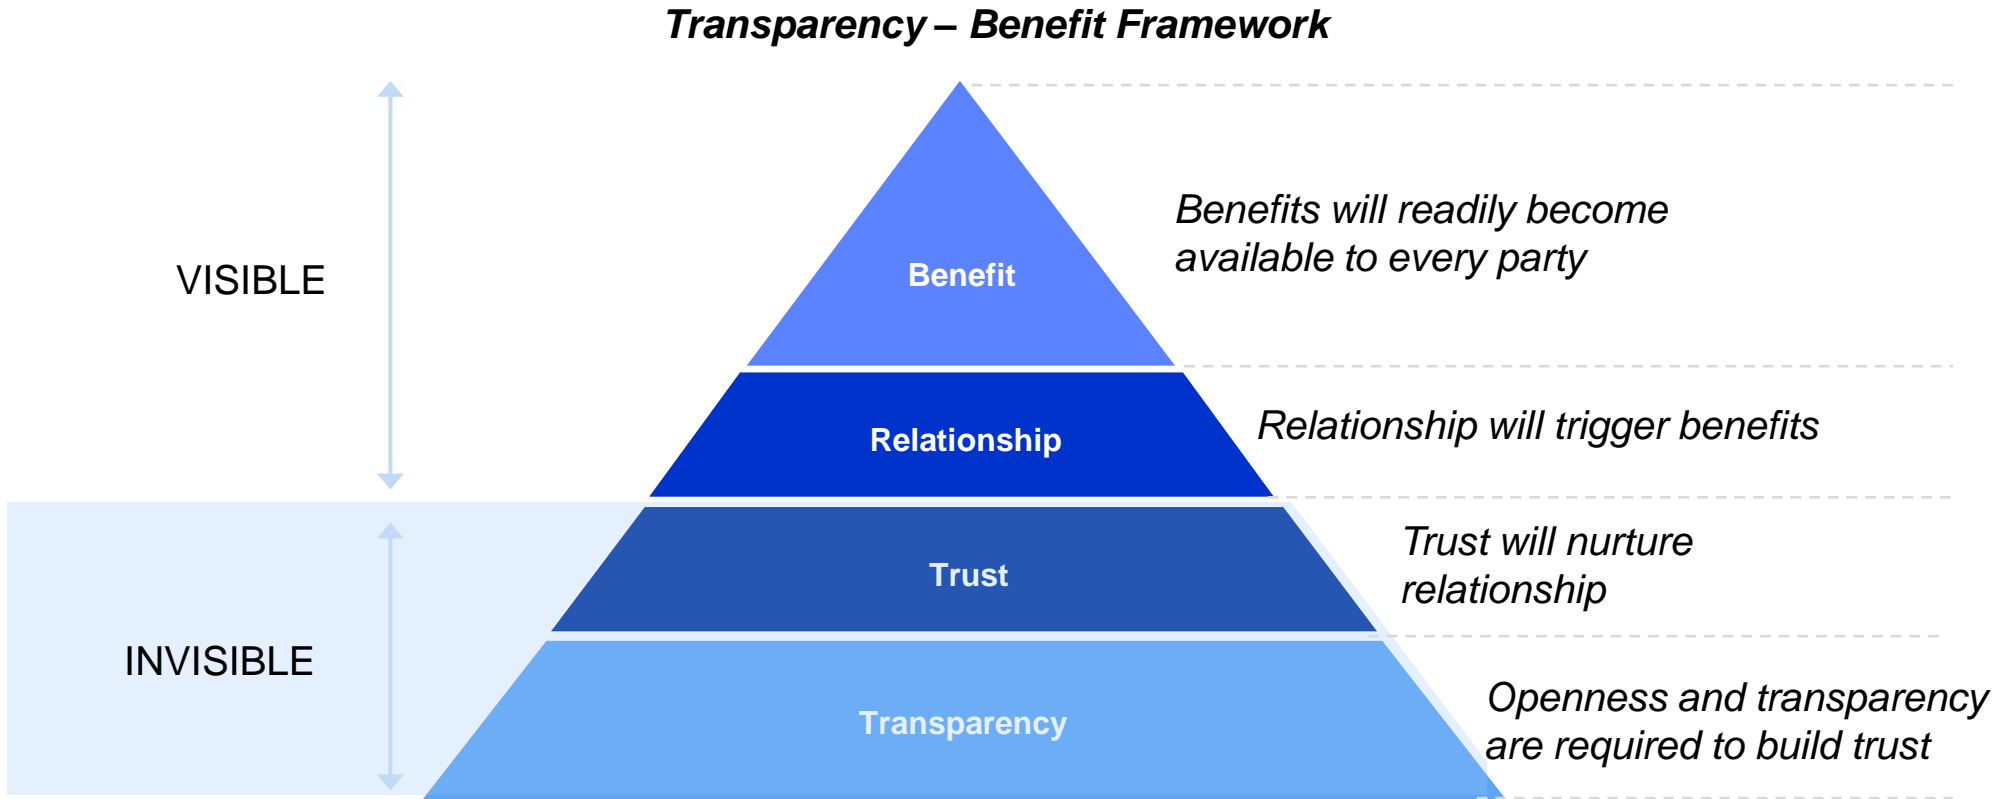 Transparency – Benefit Framework
Benefits will readily become
available to every party
VISIBLE
Benefit
Relationship will trigger benefits
Relationship
Trust will nurture
relationship
Trust
INVISIBLE
Openness and transparency
are required to build trust
Transparency